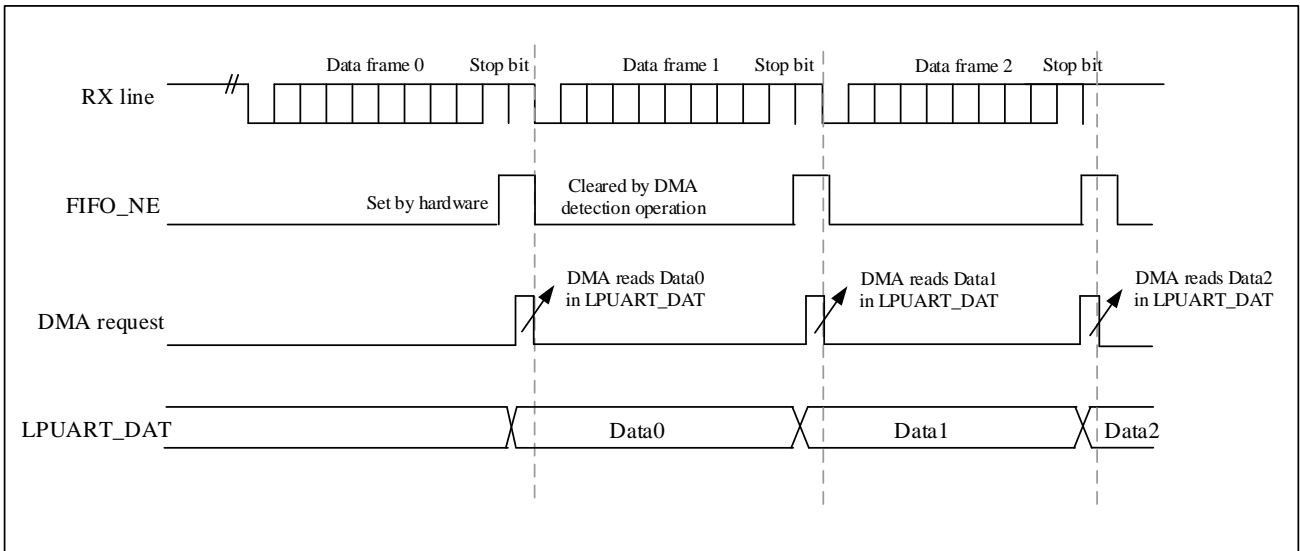 Data frame 0 Stop bit Data frame 1 Stop bit Data frame 2 Stop bit
RX line
FIFO_NE
Set by hardware
Cleared by DMA
detection operation
DMA request
DMA reads Data0
in LPUART_DAT
DMA reads Data1
in LPUART_DAT
DMA reads Data2
in LPUART_DAT
LPUART_DAT
Data0 Data1 Data2